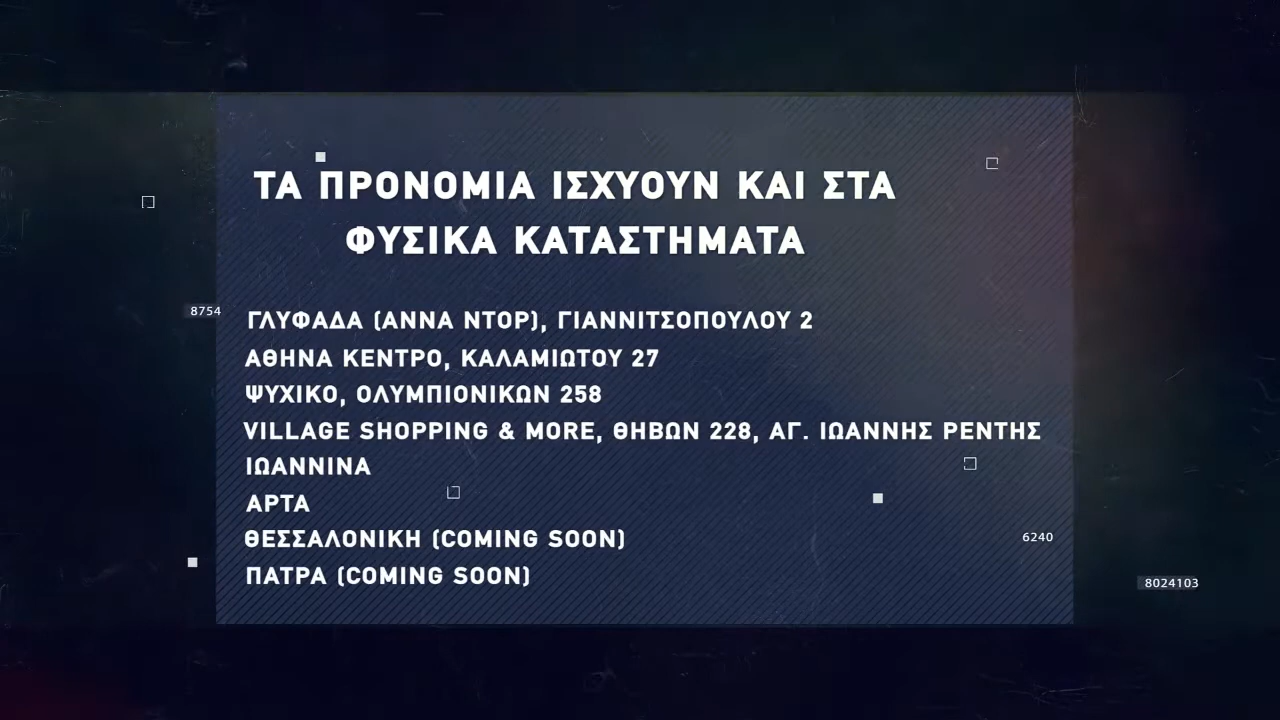 ΤΑ ΠΡΟΝΟΜΙΑ ΙΣΧΥΟΥΝ ΚΑΙ ΣΤΑ
ΦΥΣΙΚΑ ΚΑΤΑΣΤΗΜΑΤΑ
8754
ΓΛΥΦΑΔΑ (ΑΝΝΑ ΝΤΟΡ), ΓΙΑΝΝΙΤΣΟΠΟΥΛΟΥ 2
ΑΘΗΝΑ ΚΕΝΤΡΟ, ΚΑΛΑΜΙΩΤΟΥ 27
ΨΥΧΙΚΟ, ΟΛΥΜΠΙΟΝΙΚΩΝ 258
VILLAGE SHOPPING & MORE, ΘΗΒΩΝ 228, ΑΓ. ΙΩΑΝΝΗΣ ΡΕΝΤΗΣ
ΙΩΑΝΝΙΝΑ
ΑΡΤΑ
ΘΕΣΣΑΛΟΝΙΚΗ (COMING SOON)
6240
ΠΑΤΡΑ (COMING SOON)
8024103